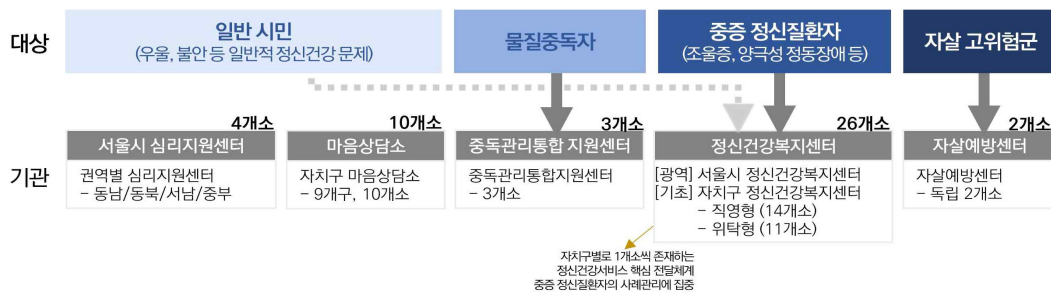 대상
일반 시민
(우울, 불안 등 일반적 정신건강 문제)
물질중독자
중증 정신질환자
(조울증, 양극성 정동장애 등)
자살 고위험군
기관
4개소
서울시 심리지원센터
권역별 심리지원센터
– 동남/동북/서남/중부
10개소
마음상담소
자치구 마음상담소
– 9개구, 10개소
3개소
중독관리통합 지원센터
중독관리통합지원센터
– 3개소
26개소
정신건강복지센터
[광역] 서울시 정신건강복지센터
[기초] 자치구 정신건강복지센터
– 직영형 (14개소)
– 위탁형 (11개소)
2개소
자살예방센터
자살예방센터
– 독립 2개소
자치구별로 1개소씩 존재하는
정신건강서비스 핵심 전달체계
중증 정신질환자의 사례관리에 집중